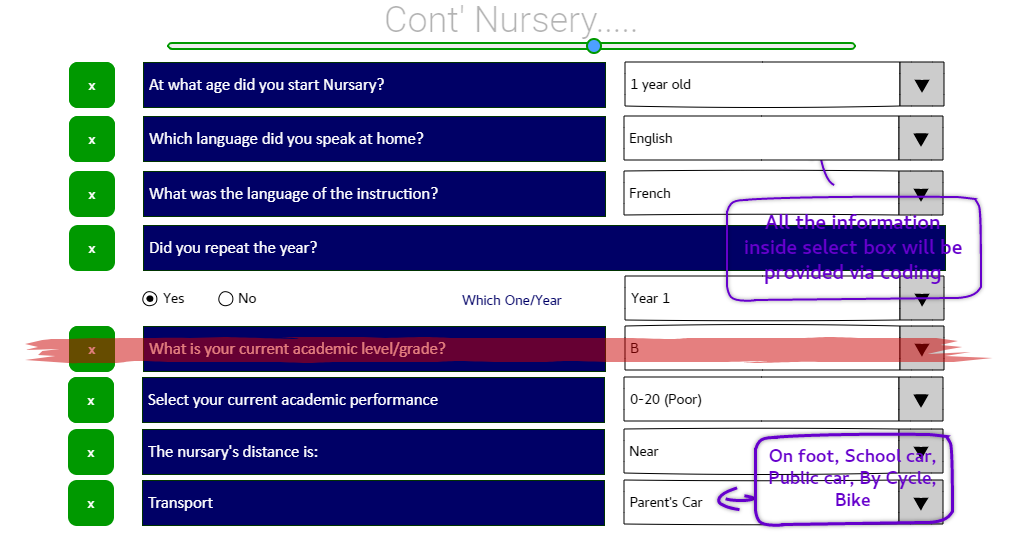 Cont' Nursery.....
x At what age did you start Nursary? 1 year old
x Which language did you speak at home? English
x What was the language of the instruction? French
All the information
x Did you repeat the year?
inside select box will be
provided via coding
Yes No Which One/Year Year 1
x What is your current academic level/grade? B
x Select your current academic performance 0-20 (Poor)
x The nursary's distance is: Near
On foot, School car,
Public car, By Cycle,
Bike
x Transport Parent's Car